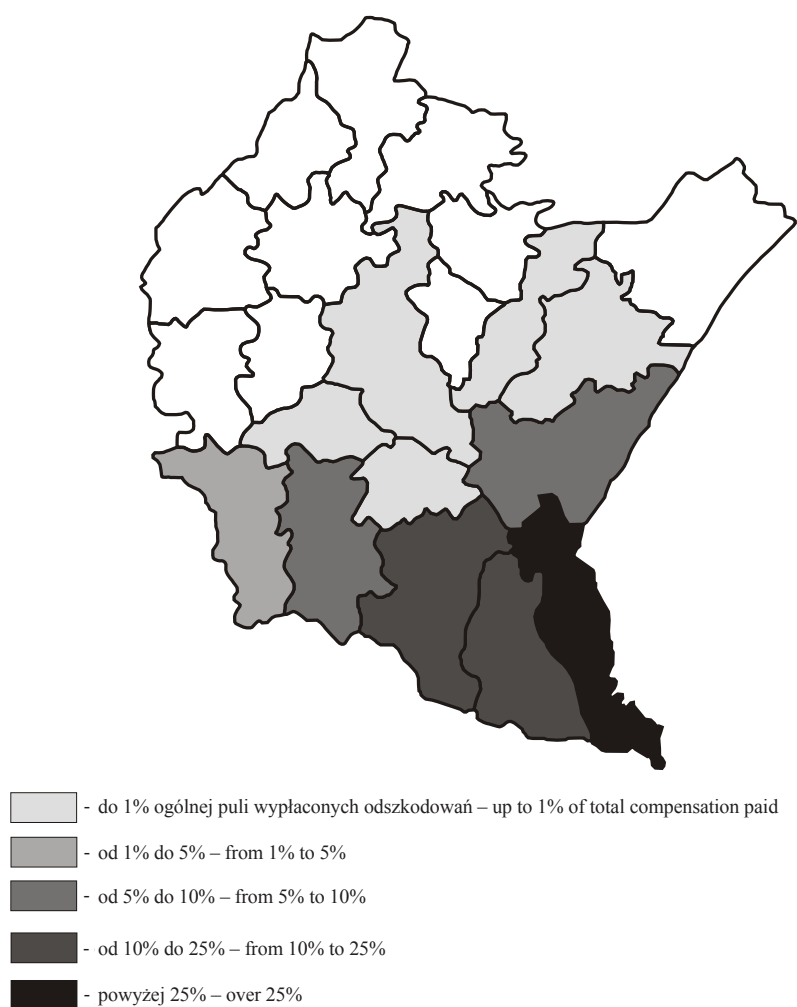 - do 1% ogólnej puli wypłaconych odszkodowań – up to 1% of total compensation paid
- od 1% do 5% – from 1% to 5%
- od 5% do 10% – from 5% to 10%
- od 10% do 25% – from 10% to 25%
- powyżej 25% – over 25%